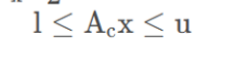 l ≤ A_c x ≤ u